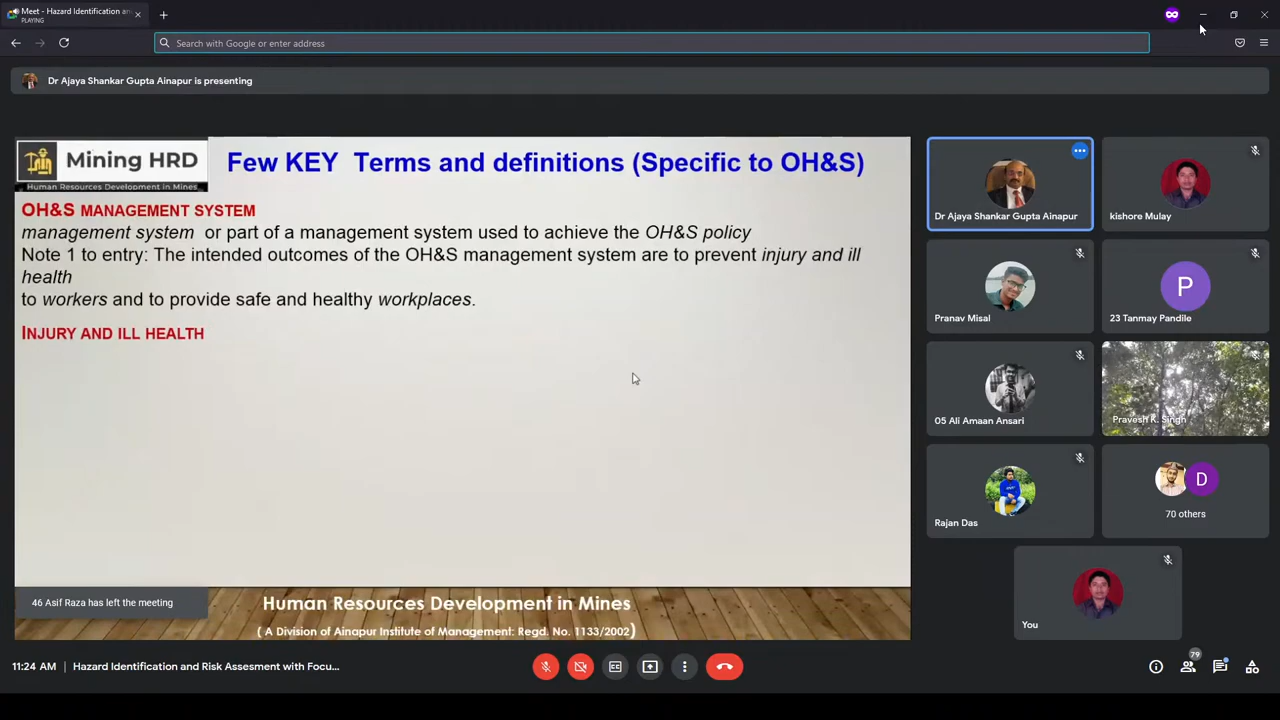 Meet - Hazard Identification an
PLAYING
Search with Google or enter address
Dr Ajaya Shankar Gupta Ainapur is presenting
Mining HRD
Human Resources Development in Mines
Few KEY Terms and definitions (Specific to OH&S)
OH&S MANAGEMENT SYSTEM
management system or part of a management system used to achieve the OH&S policy
Note 1 to entry: The intended outcomes of the OH&S management system are to prevent injury and ill
health
to workers and to provide safe and healthy workplaces.
INJURY AND ILL HEALTH
Dr Ajaya Shankar Gupta Ainapur
kishore Mulay
Pranav Misal
P
23 Tanmay Pandile
05 Ali Amaan Ansari
Pravesh K. Singh
Rajan Das
D
70 others
You
46 Asif Raza has left the meeting
Human Resources Development in Mines
( A Division of Ainapur Institute of Management: Regd. No. 1133/2002)
11:24 AM | Hazard Identification and Risk Assesment with Focu...
79